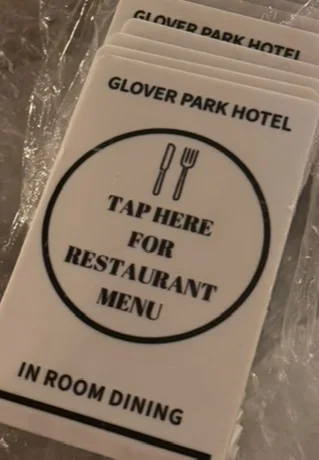 GLOVER PARK HOTEL
GLOVER PARK HOTEL
TAP HERE
FOR
RESTAURANT
MENU
IN ROOM DINING